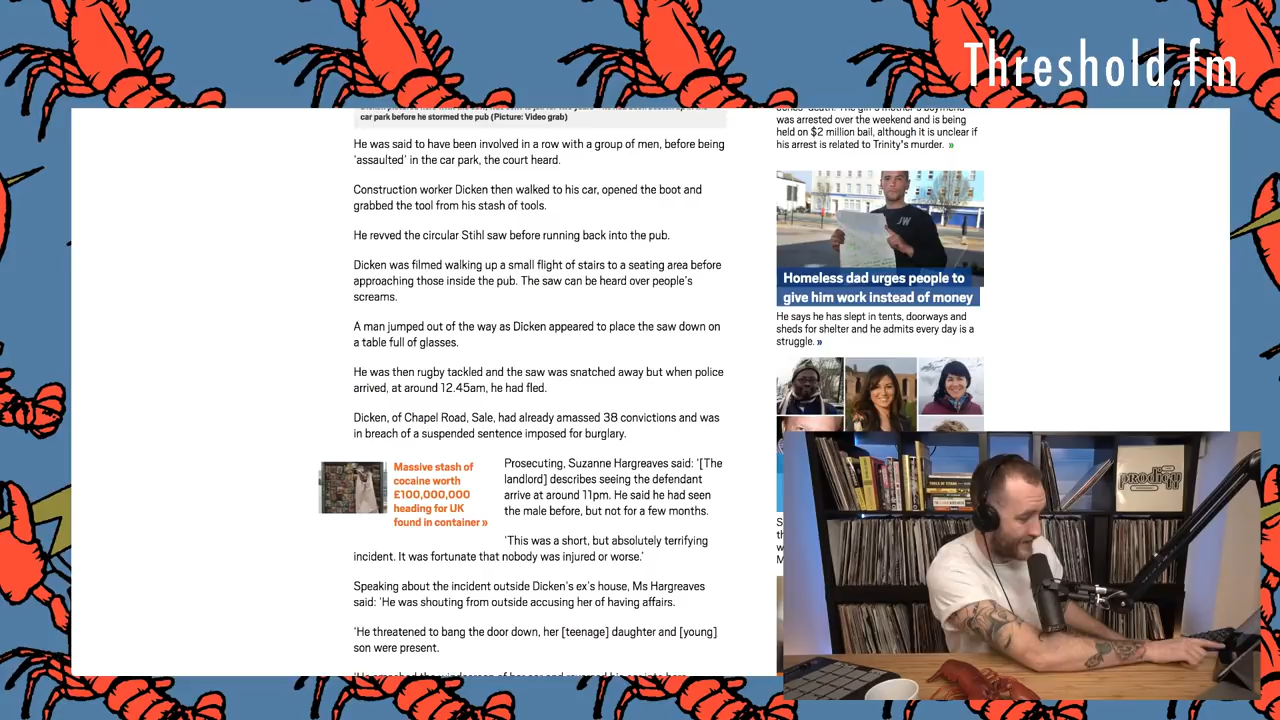 Threshold.fm
car park before he stormed the pub (Picture: Video grab)
He was said to have been involved in a row with a group of men, before being
‘assaulted’ in the car park, the court heard.
Construction worker Dicken then walked to his car, opened the boot and
grabbed the tool from his stash of tools.
He revved the circular Stihl saw before running back into the pub.
Dicken was filmed walking up a small flight of stairs to a seating area before
approaching those inside the pub. The saw can be heard over people’s
screams.
A man jumped out of the way as Dicken appeared to place the saw down on
a table full of glasses.
He was then rugby tackled and the saw was snatched away but when police
arrived, at around 12.45am, he had fled.
Dicken, of Chapel Road, Sale, had already amassed 38 convictions and was
in breach of a suspended sentence imposed for burglary.
Massive stash of
cocaine worth
£100,000,000
heading for UK
found in container »
Prosecuting, Suzanne Hargreaves said: ‘[The
landlord] describes seeing the defendant
arrive at around 11pm. He said he had seen
the male before, but not for a few months.
‘This was a short, but absolutely terrifying
incident. It was fortunate that nobody was injured or worse.’
Speaking about the incident outside Dicken’s ex’s house, Ms Hargreaves
said: ‘He was shouting from outside accusing her of having affairs.
‘He threatened to bang the door down, her [teenage] daughter and [young]
son were present.
was arrested over the weekend and is being
held on $2 million bail, although it is unclear if
his arrest is related to Trinity's murder. »
JW
Homeless dad urges people to
give him work instead of money
He says he has slept in tents, doorways and
sheds for shelter and he admits every day is a
struggle. »
prodigy